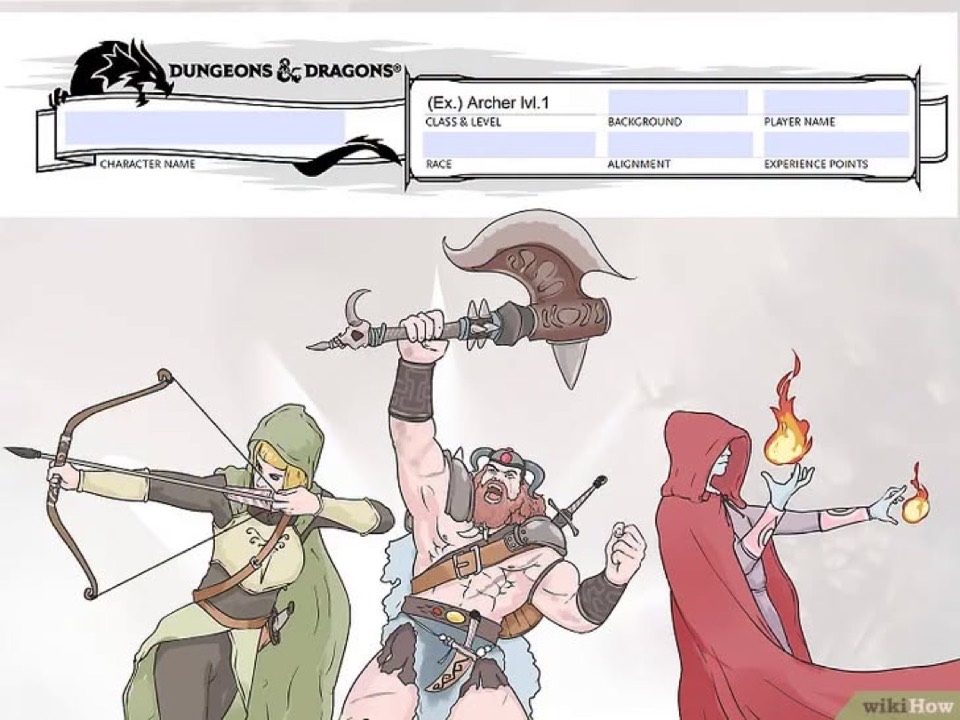 DUNGEONS & DRAGONS®
CHARACTER NAME
(Ex.) Archer lvl.1
CLASS & LEVEL
BACKGROUND
PLAYER NAME
RACE
ALIGNMENT
EXPERIENCE POINTS
wikiHow